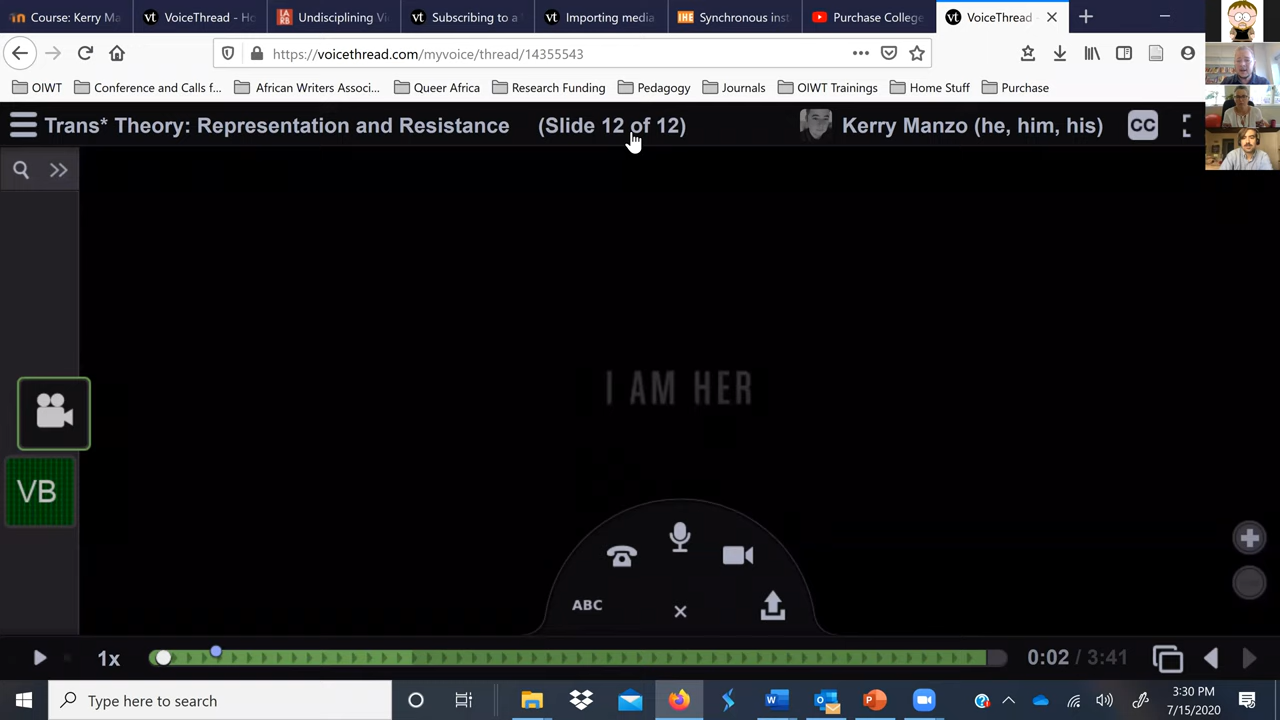 Course: Kerry Ma
VoiceThread - Ho
Undisciplining Vi
Subscribing to a t
Importing media
Synchronous inst
Purchase College
VoiceThread
https://voicethread.com/myvoice/thread/14355543
OIWT
Conference and Calls f...
African Writers Associ...
Queer Africa
Research Funding
Pedagogy
Journals
OIWT Trainings
Home Stuff
Purchase
Trans* Theory: Representation and Resistance (Slide 12 of 12)
Kerry Manzo (he, him, his)
CC
I AM HER
VB
ABC
1x
0:02 / 3:41
Type here to search
3:30 PM
7/15/2020